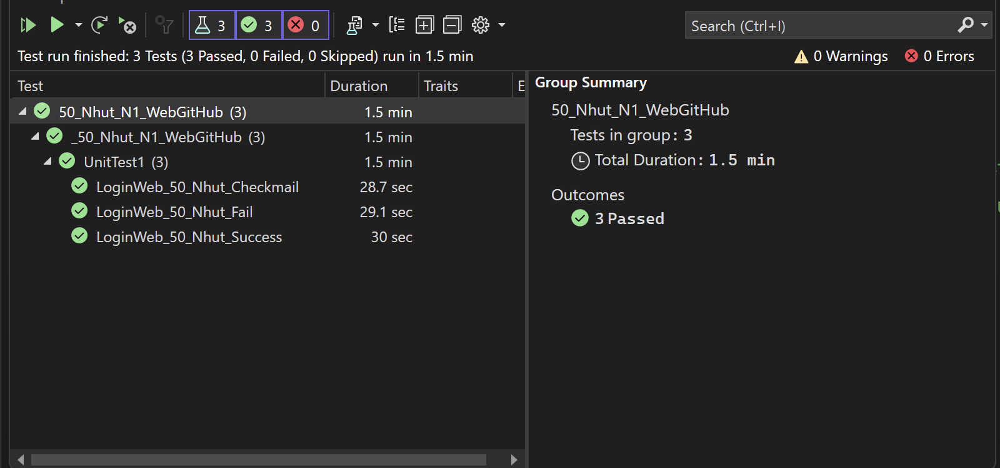 3
3
0
Search (Ctrl+I)
Test run finished: 3 Tests (3 Passed, 0 Failed, 0 Skipped) run in 1.5 min
0 Warnings
0 Errors
Test Duration Traits E
50_Nhut_N1_WebGitHub (3) 1.5 min
_50_Nhut_N1_WebGitHub (3) 1.5 min
UnitTest1 (3) 1.5 min
LoginWeb_50_Nhut_Checkmail 28.7 sec
LoginWeb_50_Nhut_Fail 29.1 sec
LoginWeb_50_Nhut_Success 30 sec
Group Summary
50_Nhut_N1_WebGitHub
Tests in group: 3
Total Duration: 1.5 min
Outcomes
3 Passed